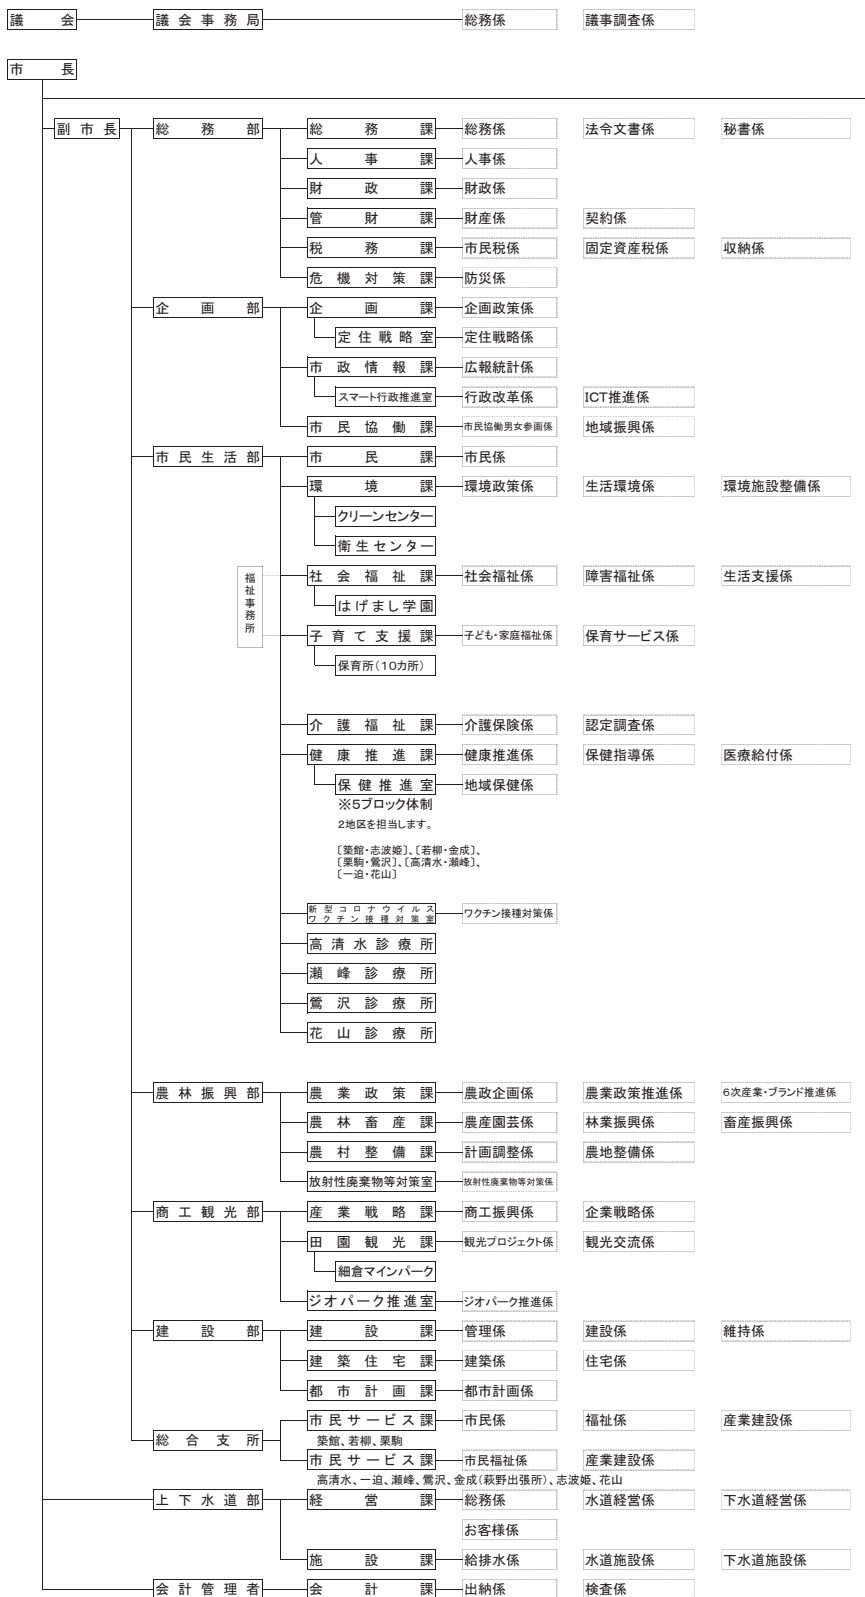 議会 議会事務局 総務係 議事調査係
市長
副市長 総務部 総務課 総務係 法令文書係 秘書係
人事課 人事係
財政課 財政係
管財課 財産係 契約係
税務課 市民税係 固定資産税係 収納係
危機対策課 防災係
企画部 企画課 企画政策係
定住戦略室 定住戦略係
市政情報課 広報統計係
スマート行政推進室 行政改革係 ICT推進係
市民協働課 市民協働男女参画係 地域振興係
市民生活部 市民課 市民係
環境課 環境政策係 生活環境係 環境施設整備係
クリーンセンター
衛生センター
福祉事務所
社会福祉課 社会福祉係 障害福祉係 生活支援係
はげまし学園
子育て支援課 子ども・家庭福祉係 保育サービス係
保育所(10カ所)
介護福祉課 介護保険係 認定調査係
健康推進課 健康推進係 保健指導係 医療給付係
保健推進室 地域保健係
※5ブロック体制
2地区を担当します。
〔築館・志波姫〕、〔若柳・金成〕、
〔栗駒・鶯沢〕、〔高清水・瀬峰〕、
〔一迫・花山〕
新型コロナウイルス
ワクチン接種対策室 ワクチン接種対策係
高清水診療所
瀬峰診療所
鶯沢診療所
花山診療所
農林振興部 農業政策課 農政企画係 農業政策推進係 6次産業・ブランド推進係
農林畜産課 農産園芸係 林業振興係 畜産振興係
農村整備課 計画調整係 農地整備係
放射性廃棄物等対策室 放射性廃棄物等対策係
商工観光部 産業戦略課 商工振興係 企業戦略係
田園観光課 観光プロジェクト係 観光交流係
細倉マインパーク
ジオパーク推進室 ジオパーク推進係
建設部 建設課 管理係 建設係 維持係
建築住宅課 建築係 住宅係
都市計画課 都市計画係
総合支所 市民サービス課 市民係 福祉係 産業建設係
築館、若柳、栗駒
市民サービス課 市民福祉係 産業建設係
高清水、一迫、瀬峰、鶯沢、金成(萩野出張所)、志波姫、花山
上下水道部 経営課 総務係 水道経営係 下水道経営係
お客様係
施設課 給排水係 水道施設係 下水道施設係
会計管理者 会計課 出納係 検査係